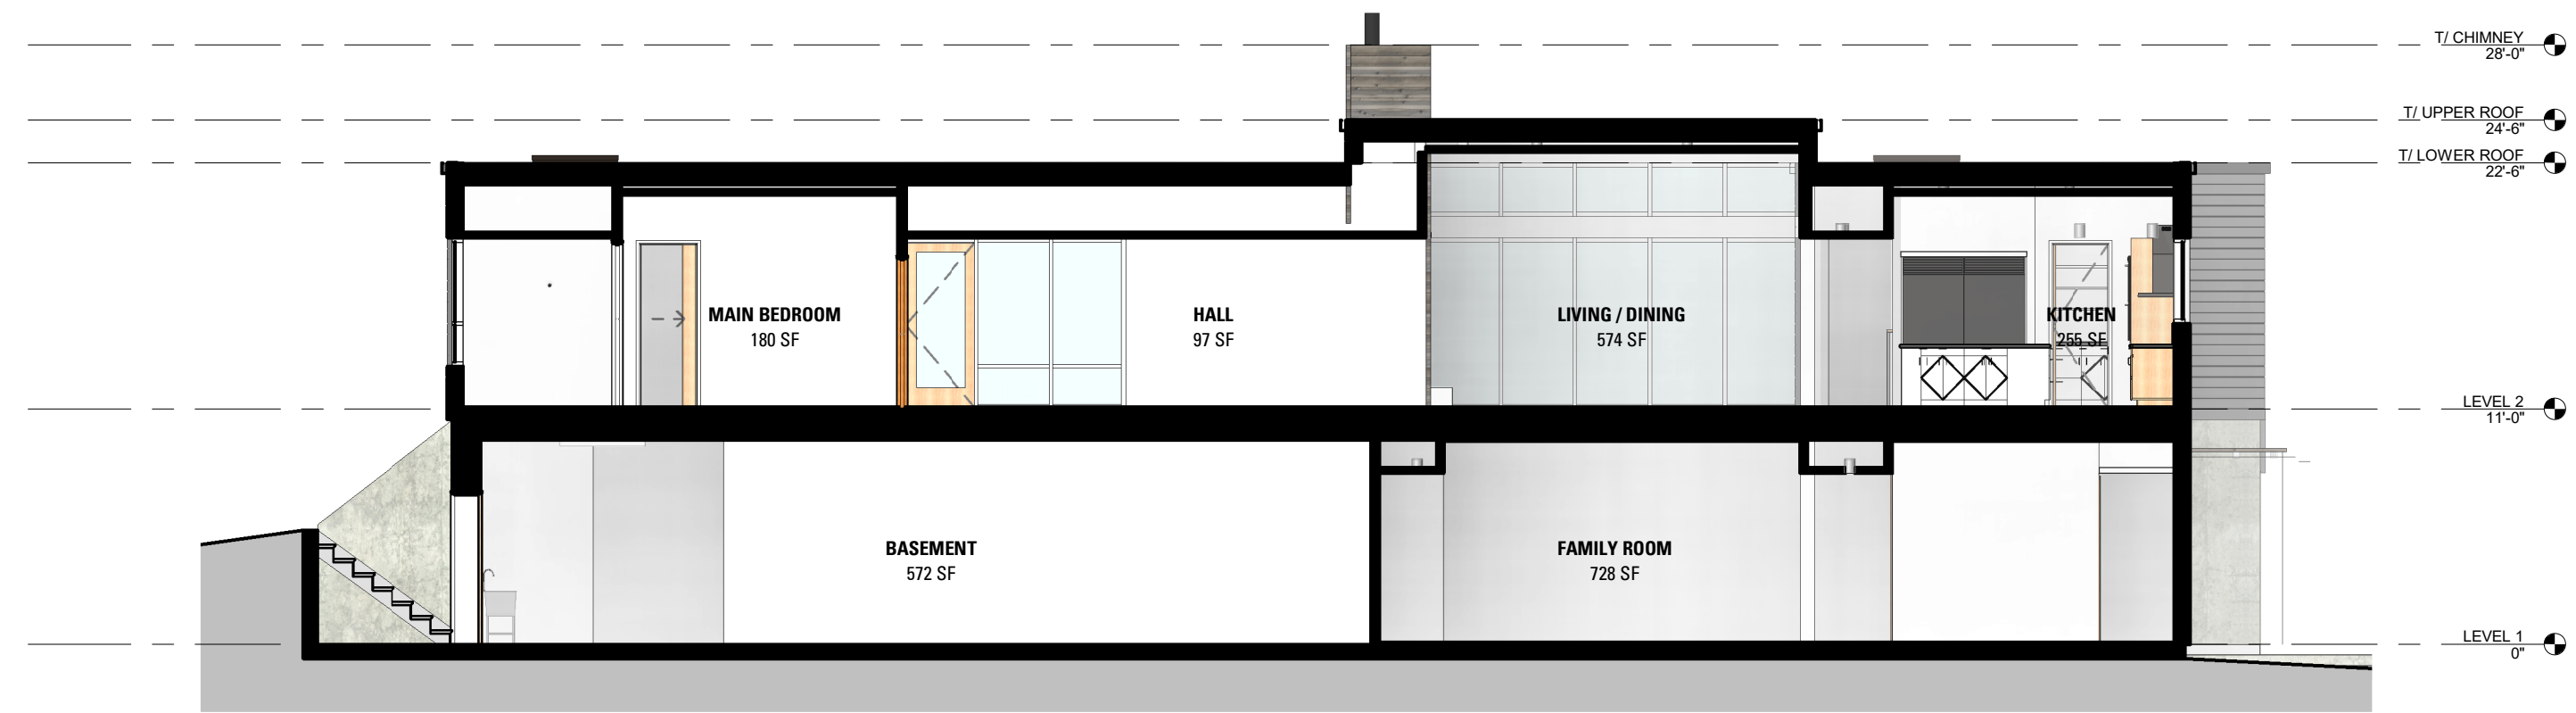 T/ CHIMNEY
28'-0"
T/ UPPER ROOF
24'-6"
T/ LOWER ROOF
22'-6"
MAIN BEDROOM
180 SF
HALL
97 SF
LIVING / DINING
574 SF
KITCHEN
255 SF
LEVEL 2
11'-0"
BASEMENT
572 SF
FAMILY ROOM
728 SF
LEVEL 1
0"